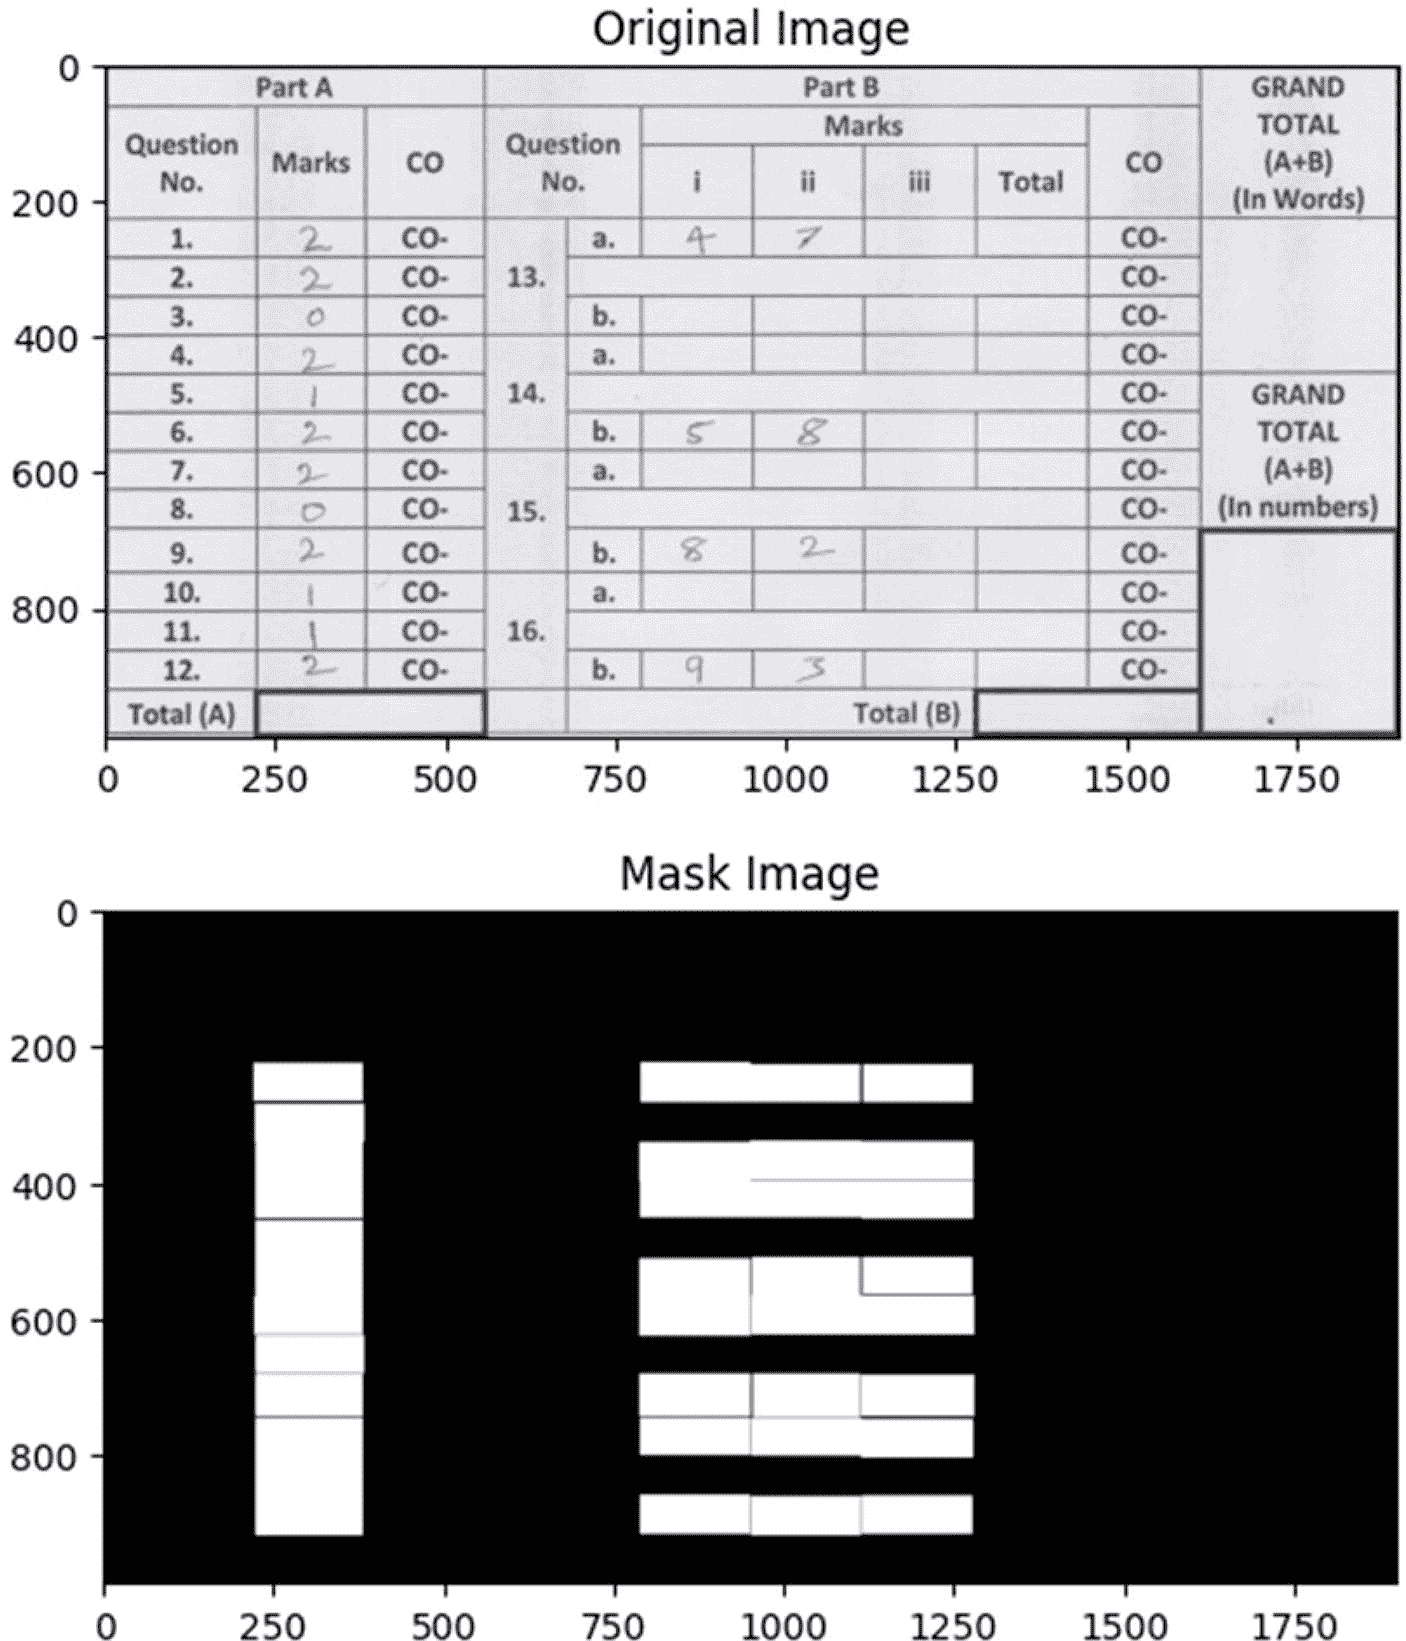 Original Image
0
200
400
600
800
Part A Part B GRAND TOTAL (A+B) (In Words)
Question No. Marks CO Question No. Marks CO
i ii iii Total
1. 2 CO- 13. a. 4 7 CO-
2. 2 CO- CO-
3. 0 CO- b. CO-
4. 2 CO- 14. a. CO-
5. 1 CO- CO- GRAND TOTAL (A+B) (In numbers)
6. 2 CO- b. 5 8 CO-
7. 2 CO- 15. a. CO-
8. 0 CO- CO-
9. 2 CO- b. 8 2 CO-
10. 1 CO- 16. a. CO-
11. 1 CO- CO-
12. 2 CO- b. 9 3 CO-
Total (A) Total (B)
0 250 500 750 1000 1250 1500 1750
Mask Image
0
200
400
600
800
0 250 500 750 1000 1250 1500 1750